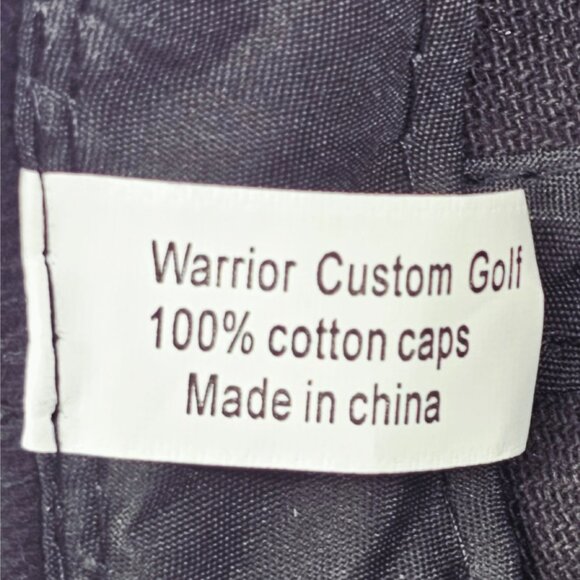 Warrior Custom Golf
100% cotton caps
Made in china